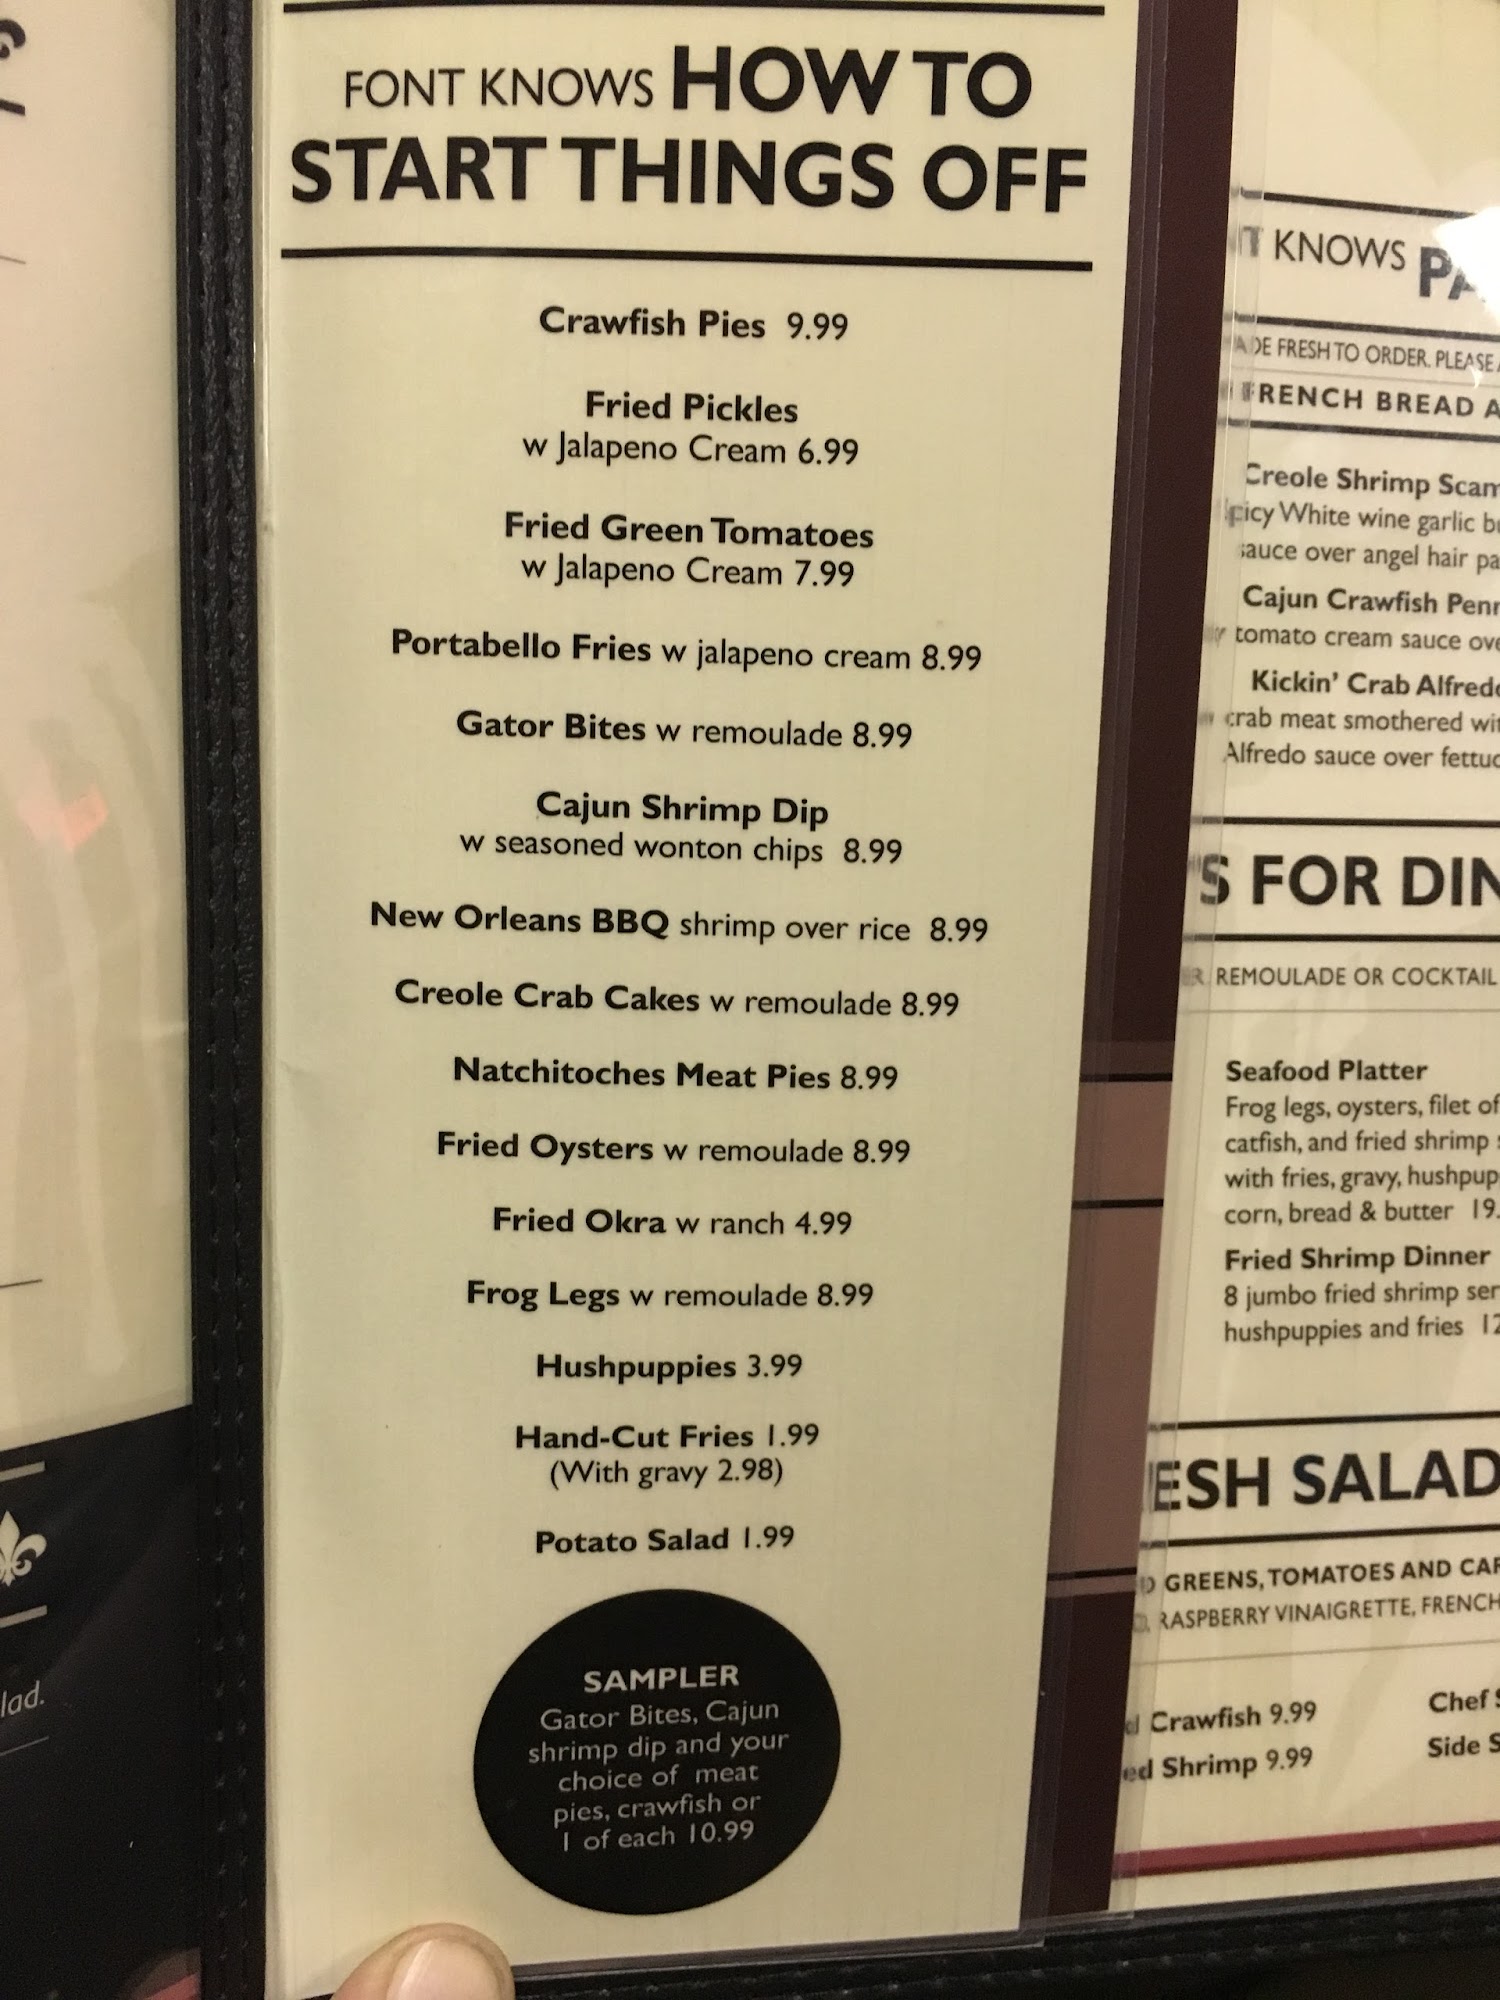 FONT KNOWS HOW TO
START THINGS OFF
Crawfish Pies 9.99
Fried Pickles
w Jalapeno Cream 6.99
Fried Green Tomatoes
w Jalapeno Cream 7.99
Portabello Fries w jalapeno cream 8.99
Gator Bites w remoulade 8.99
Cajun Shrimp Dip
w seasoned wonton chips 8.99
New Orleans BBQ shrimp over rice 8.99
Creole Crab Cakes w remoulade 8.99
Natchitoches Meat Pies 8.99
Fried Oysters w remoulade 8.99
Fried Okra w ranch 4.99
Frog Legs w remoulade 8.99
Hushpuppies 3.99
Hand-Cut Fries 1.99
(With gravy 2.98)
Potato Salad 1.99
SAMPLER
Gator Bites, Cajun
shrimp dip and your
choice of meat
pies, crawfish or
1 of each 10.99
KNOWS
FRESH TO ORDER. PLEASE
FRENCH BREAD
Creole Shrimp
White wine garlic
sauce over angel hair
Cajun Crawfish
tomato cream sauce
Kickin' Crab Alfredo
crab meat smothered
Alfredo sauce over
FOR
REMOULADE OR COCKTAIL
Seafood Platter
Frog legs, oysters, filet of
catfish, and fried shrimp
with fries, gravy,
corn, bread & butter
Fried Shrimp Dinner
8 jumbo fried shrimp
hushpuppies and fries
SALAD
GREENS, TOMATOES AND
RASPBERRY VINAIGRETTE, FRENCH
Crawfish 9.99
Chef
Shrimp 9.99
Side